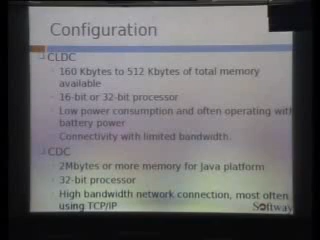 Configuration
CLDC
160 Kbytes to 512 Kbytes of total memory
available
16-bit or 32-bit processor
Low power consumption and often operating with
battery power
Connectivity with limited bandwidth.
CDC
2Mbytes or more memory for Java platform
32-bit processor
High bandwidth network connection, most often
using TCP/IP
Softway